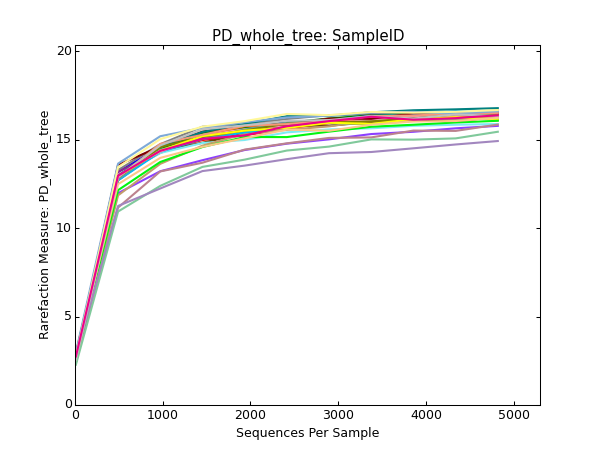 PD_whole_tree: SampleID
Rarefaction Measure: PD_whole_tree
20
15
10
5
0
0 1000 2000 3000 4000 5000
Sequences Per Sample